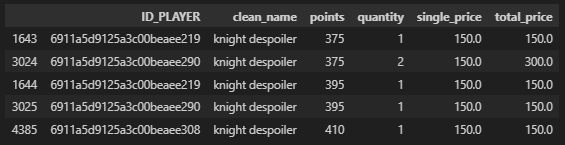 ID_PLAYER clean_name points quantity single_price total_price
1643 6911a5d9125a3c00beaee219 knight despoiler 375 1 150.0 150.0
3024 6911a5d9125a3c00beaee290 knight despoiler 375 2 150.0 300.0
1644 6911a5d9125a3c00beaee219 knight despoiler 395 1 150.0 150.0
3025 6911a5d9125a3c00beaee290 knight despoiler 395 1 150.0 150.0
4385 6911a5d9125a3c00beaee308 knight despoiler 410 1 150.0 150.0